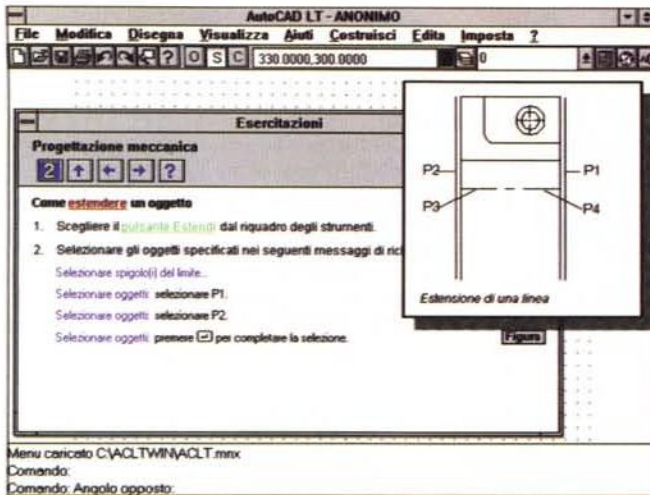 AutoCAD LT - ANONIMO
File Modifica Disegna Visualizza Aiuti Costruisci Edita Imposta ?
? O S C 330.0000,300.0000 0
Esercitazioni
Progettazione meccanica
2 ?
Come estendere un oggetto
1. Scegliere il pulsante Estendi dal riquadro degli strumenti.
2. Selezionare gli oggetti specificati nei seguenti messaggi di ric
Selezionare spigolo(i) del limite...
Selezionare oggetti: selezionare P1.
Selezionare oggetti: selezionare P2.
Selezionare oggetti: premere per completare la selezione.
P2 P1
P3 P4
Estensione di una linea
Figura
Menu caricato C:\ACLTWIN\ACLT.mnx
Comando:
Comando: Angolo opposto: